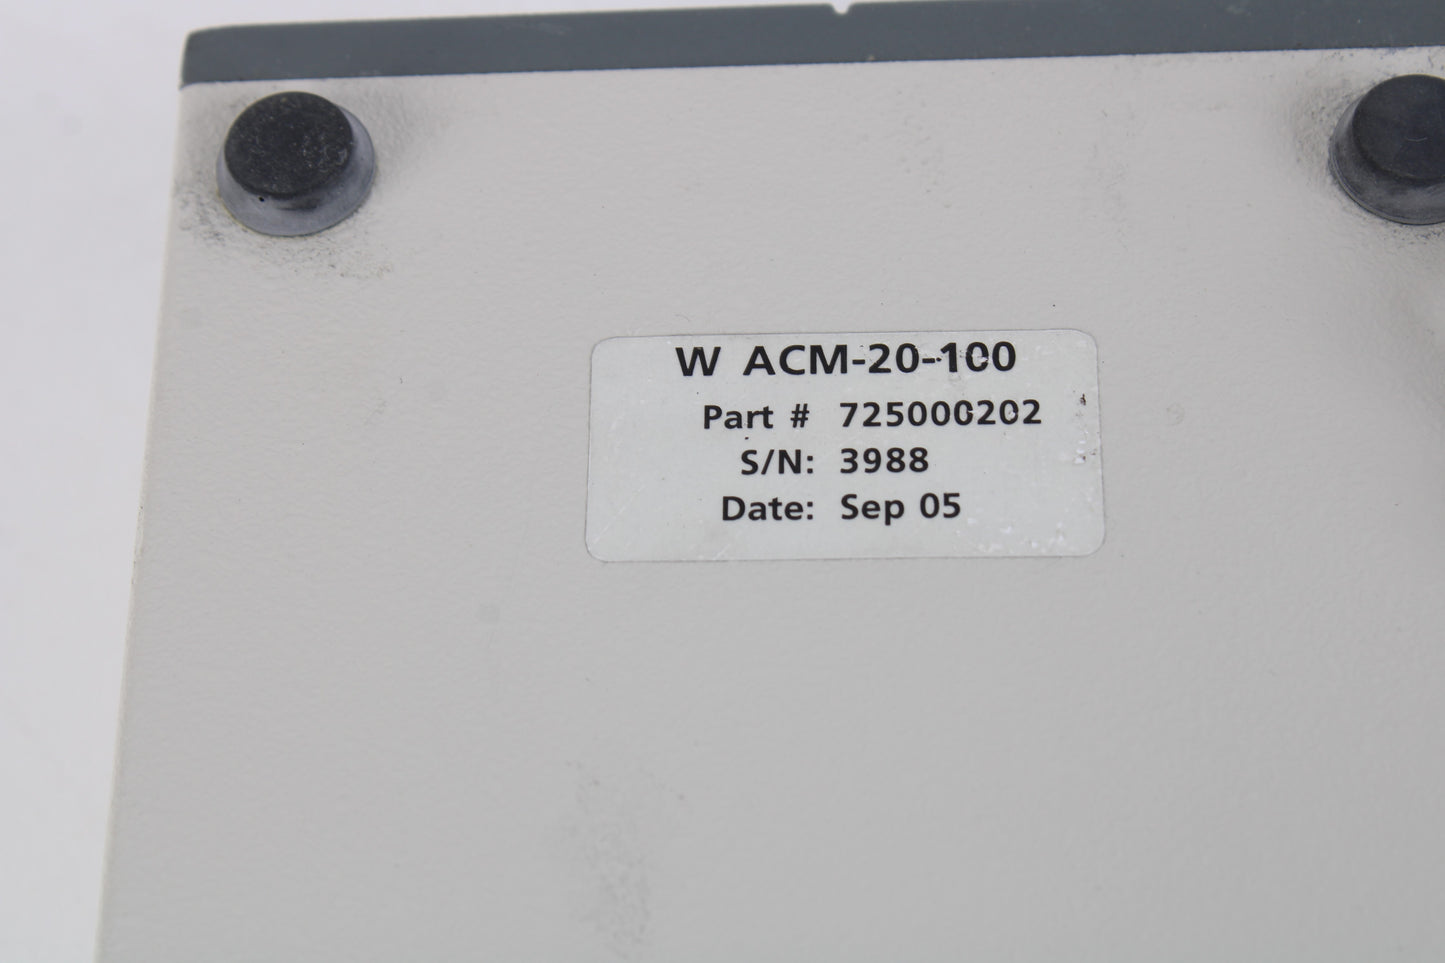 W ACM-20-100
Part # 725000202
S/N: 3988
Date: Sep 05